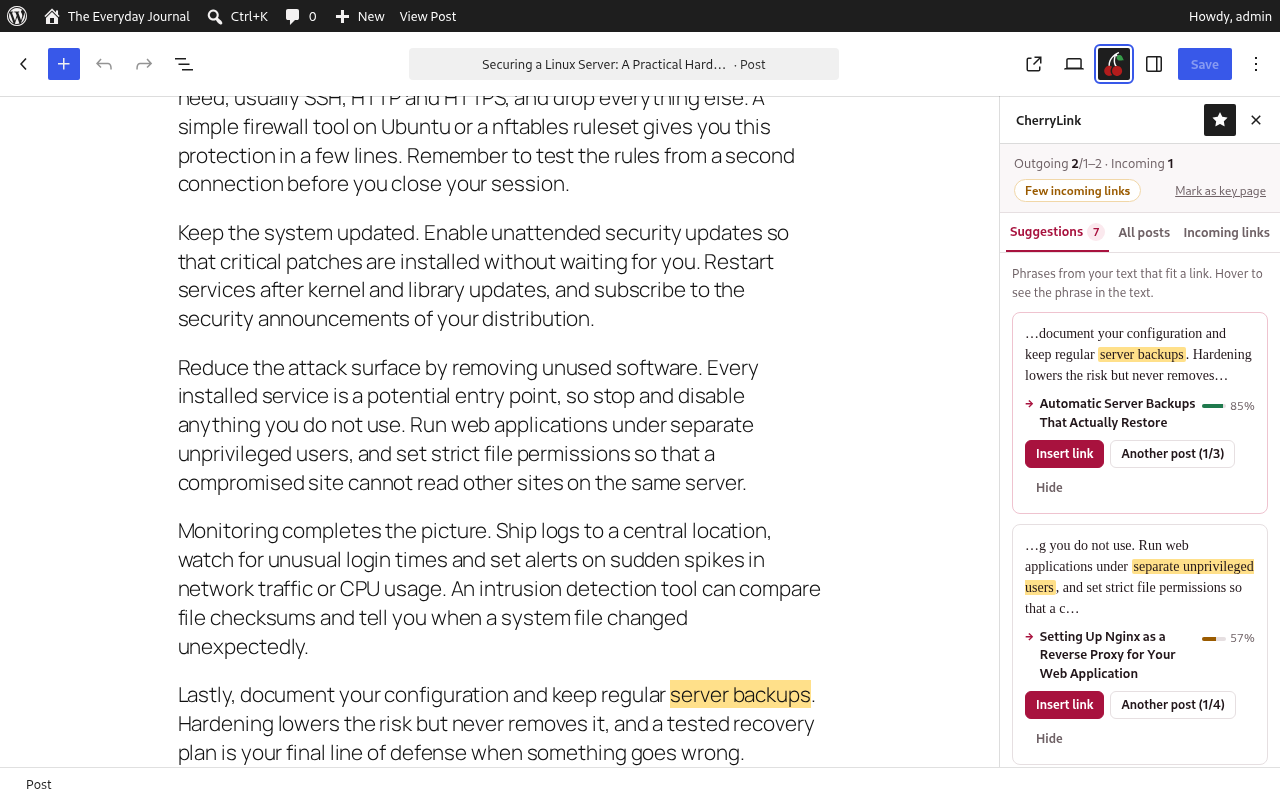 The Everyday Journal
Ctrl+K
0
New
View Post
Howdy, admin
Securing a Linux Server: A Practical Hard… · Post
Save
need, usually SSH, HTTP and HTTPS, and drop everything else. A
simple firewall tool on Ubuntu or a nftables ruleset gives you this
protection in a few lines. Remember to test the rules from a second
connection before you close your session.
Keep the system updated. Enable unattended security updates so
that critical patches are installed without waiting for you. Restart
services after kernel and library updates, and subscribe to the
security announcements of your distribution.
Reduce the attack surface by removing unused software. Every
installed service is a potential entry point, so stop and disable
anything you do not use. Run web applications under separate
unprivileged users, and set strict file permissions so that a
compromised site cannot read other sites on the same server.
Monitoring completes the picture. Ship logs to a central location,
watch for unusual login times and set alerts on sudden spikes in
network traffic or CPU usage. An intrusion detection tool can compare
file checksums and tell you when a system file changed
unexpectedly.
Lastly, document your configuration and keep regular server backups.
Hardening lowers the risk but never removes it, and a tested recovery
plan is your final line of defense when something goes wrong.
CherryLink
Outgoing 2/1–2 · Incoming 1
Few incoming links
Mark as key page
Suggestions 7
All posts
Incoming links
Phrases from your text that fit a link. Hover to
see the phrase in the text.
…document your configuration and
keep regular server backups. Hardening
lowers the risk but never removes…
→ Automatic Server Backups
That Actually Restore
85%
Insert link
Another post (1/3)
Hide
…g you do not use. Run web
applications under separate unprivileged
users, and set strict file permissions so
that a c…
→ Setting Up Nginx as a
Reverse Proxy for Your
Web Application
57%
Insert link
Another post (1/4)
Hide
Post